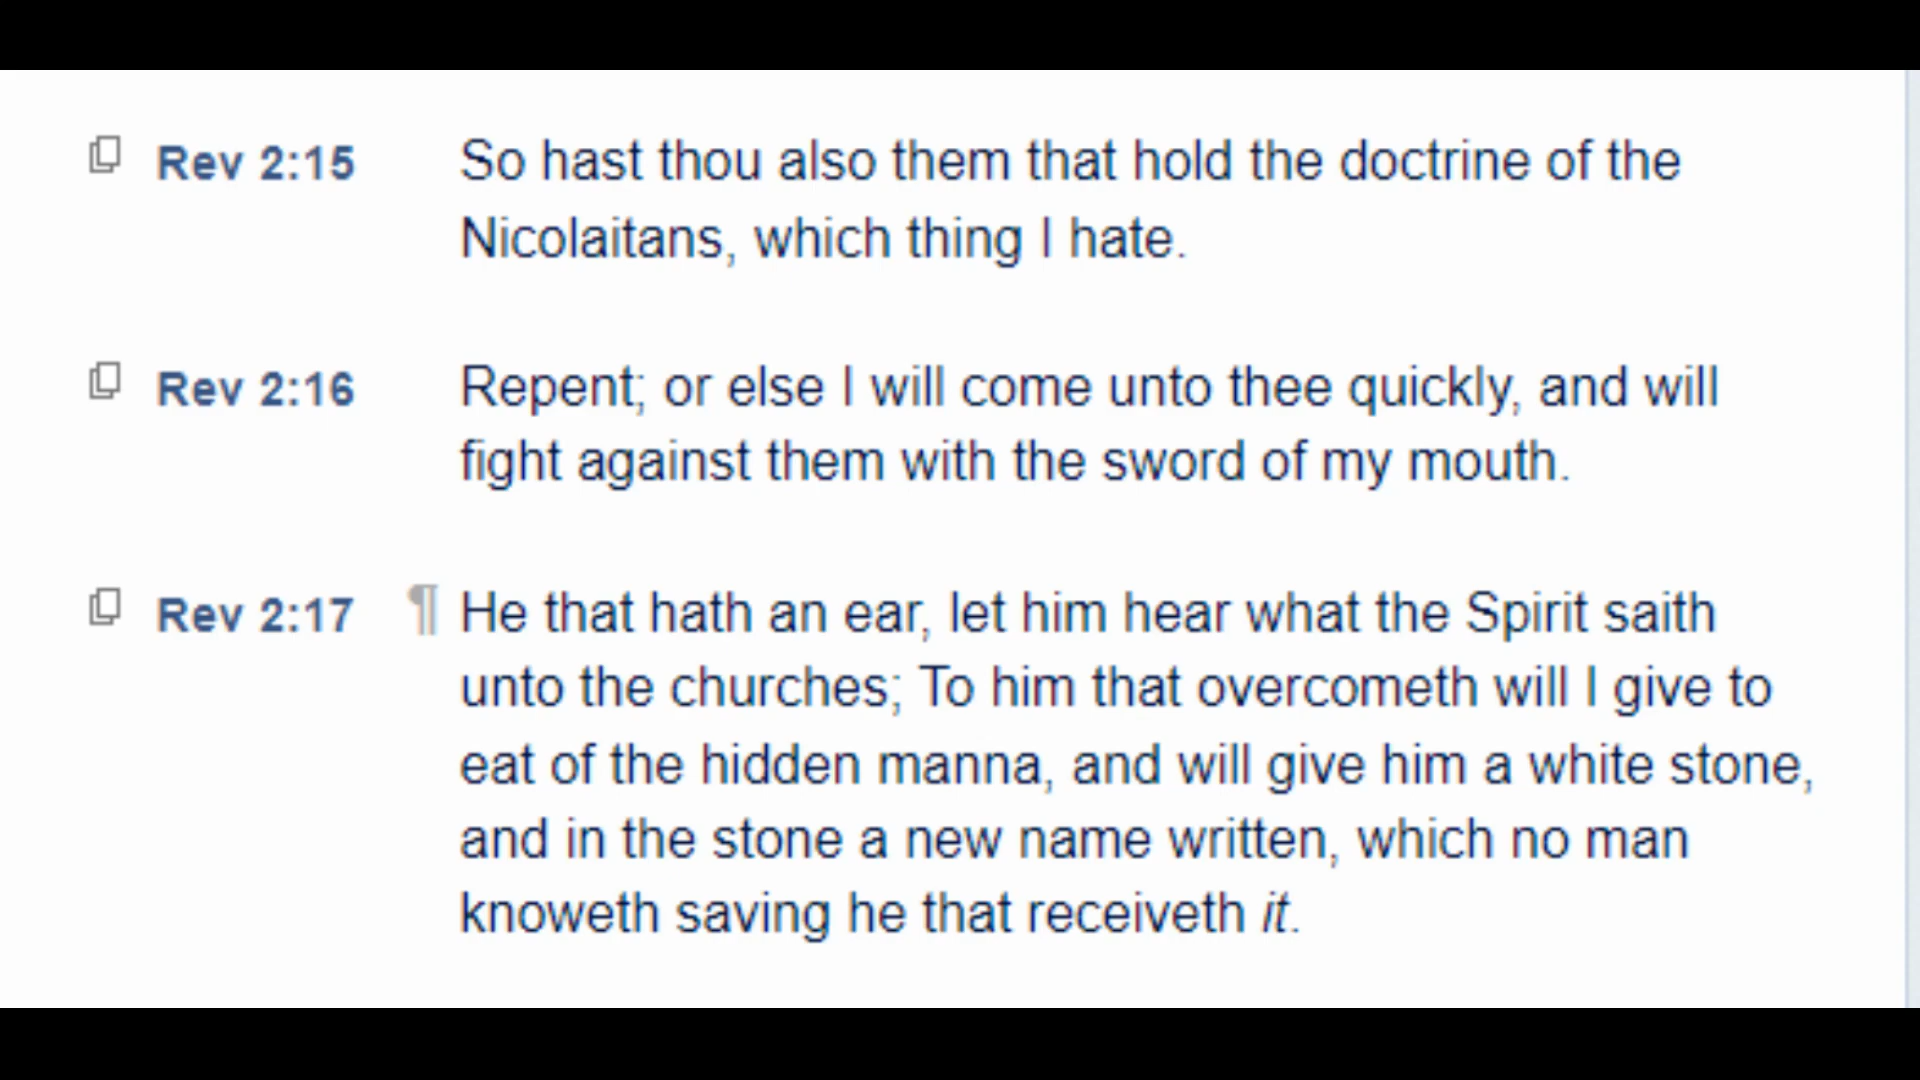 Rev 2:15 So hast thou also them that hold the doctrine of the
Nicolaitans, which thing I hate.
Rev 2:16 Repent; or else I will come unto thee quickly, and will
fight against them with the sword of my mouth.
Rev 2:17 ¶ He that hath an ear, let him hear what the Spirit saith
unto the churches; To him that overcometh will I give to
eat of the hidden manna, and will give him a white stone,
and in the stone a new name written, which no man
knoweth saving he that receiveth it.